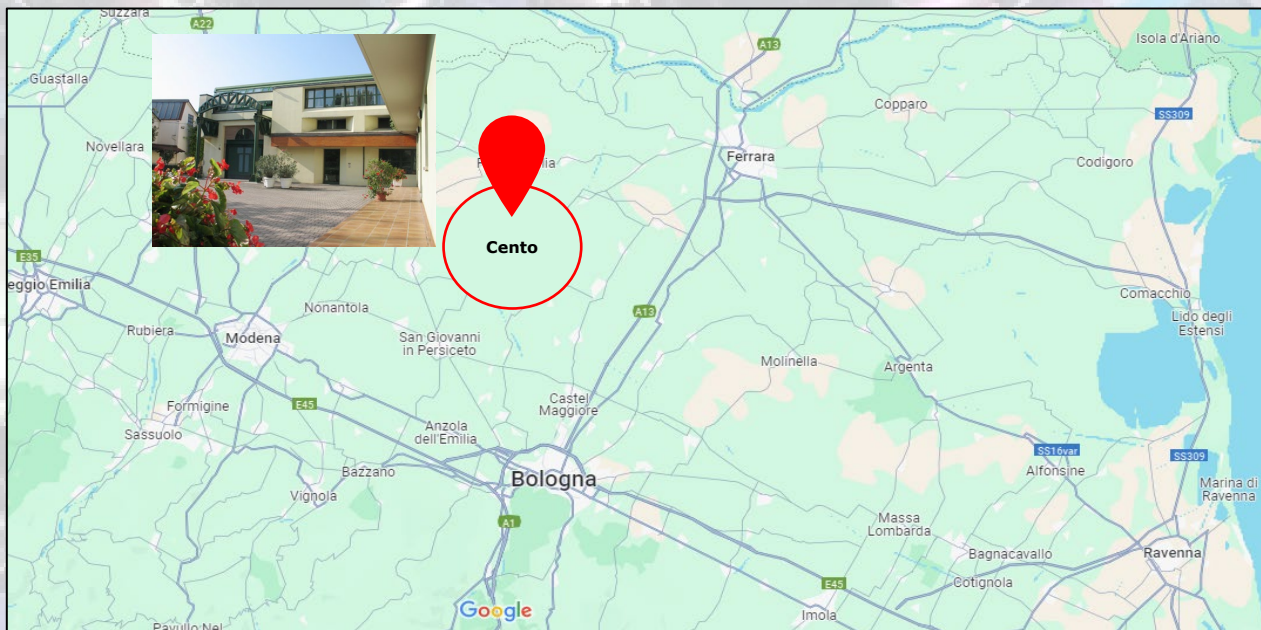 Suzzara
A22
A13
Isola d'Ariano
Guastalla
Copparo
SS309
Novellara
Ferrara
Codigoro
Cento
E35
eggio Emilia
Nonantola
Comacchio
Lido degli
Estensi
A13
Rubiera
Modena
San Giovanni
in Persiceto
Molinella
Argenta
Castel
Maggiore
E45
Formigine
Sassuolo
Anzola
dell'Emilia
SS16var
SS309
Bazzano
Bologna
Alfonsine
Marina di
Ravenna
Vignola
A1
Massa
Lombarda
Bagnacavallo
Ravenna
E45
Cotignola
Google
Imola
Pavullo Nel